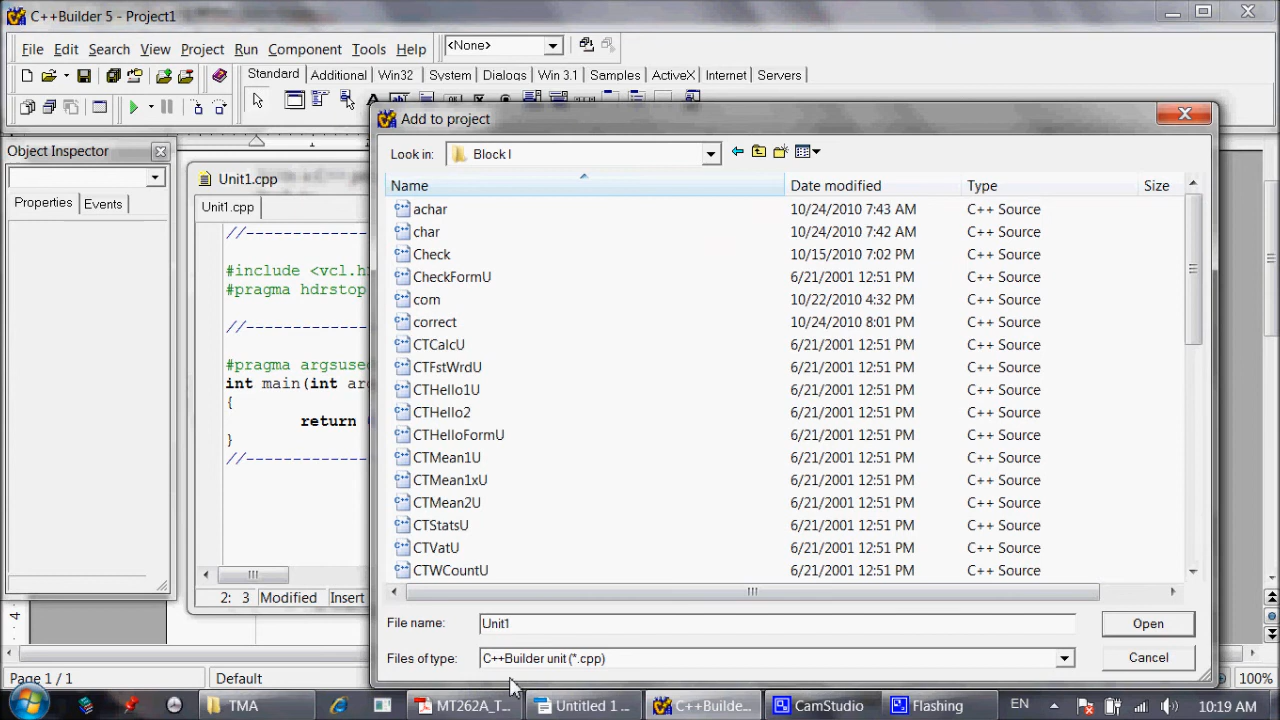 C++Builder 5 - Project1
File Edit Search View Project Run Component Tools Help <None>
Standard Additional Win32 System Dialogs Win 3.1 Samples ActiveX Internet Servers
Object Inspector
Properties Events
Unit1.cpp
Unit1.cpp
//-------------
#include <vcl.h
#pragma hdrstop
//-------------
#pragma argsused
int main(int arg
{
return
}
//-------------
2: 3 Modified Insert
Add to project
Look in: Block I
Name Date modified Type Size
achar 10/24/2010 7:43 AM C++ Source
char 10/24/2010 7:42 AM C++ Source
Check 10/15/2010 7:02 PM C++ Source
CheckFormU 6/21/2001 12:51 PM C++ Source
com 10/22/2010 4:32 PM C++ Source
correct 10/24/2010 8:01 PM C++ Source
CTCalcU 6/21/2001 12:51 PM C++ Source
CTFstWrdU 6/21/2001 12:51 PM C++ Source
CTHello1U 6/21/2001 12:51 PM C++ Source
CTHello2 6/21/2001 12:51 PM C++ Source
CTHelloFormU 6/21/2001 12:51 PM C++ Source
CTMean1U 6/21/2001 12:51 PM C++ Source
CTMean1xU 6/21/2001 12:51 PM C++ Source
CTMean2U 6/21/2001 12:51 PM C++ Source
CTStatsU 6/21/2001 12:51 PM C++ Source
CTVatU 6/21/2001 12:51 PM C++ Source
CTWCountU 6/21/2001 12:51 PM C++ Source
File name: Unit1 Open
Files of type: C++Builder unit (*.cpp) Cancel
4
Page 1 / 1 Default 100%
TMA MT262A_T... Untitled 1 ... C++Builde... CamStudio Flashing EN 10:19 AM